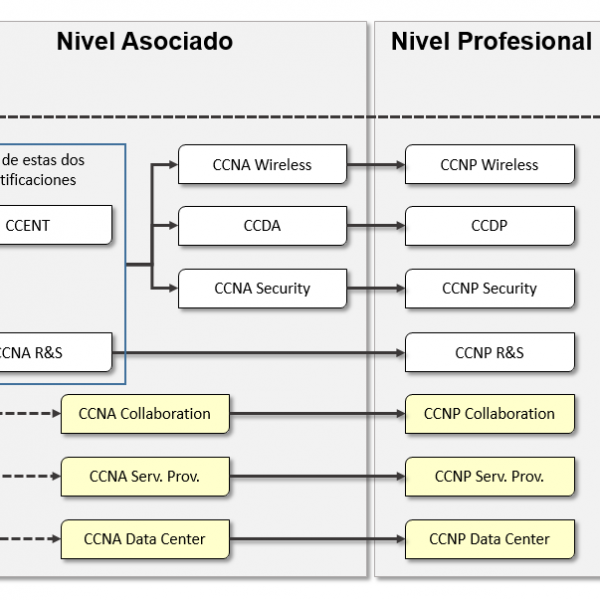 Nivel Asociado
Nivel Profesional
de estas dos
tificaciones
CCENT
CCNA Wireless
CCNP Wireless
CCDA
CCDP
CCNA Security
CCNP Security
CNA R&S
CCNP R&S
CCNA Collaboration
CCNP Collaboration
CCNA Serv. Prov.
CCNP Serv. Prov.
CCNA Data Center
CCNP Data Center